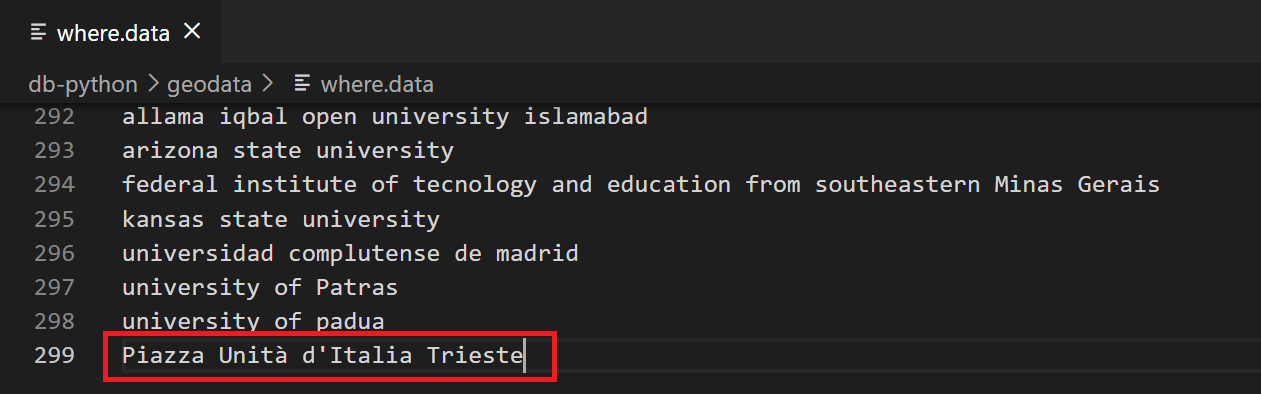 where.data
db-python > geodata > where.data
292 allama iqbal open university islamabad
293 arizona state university
294 federal institute of tecnology and education from southeastern Minas Gerais
295 kansas state university
296 universidad complutense de madrid
297 university of Patras
298 university of padua
299 Piazza Unità d'Italia Trieste